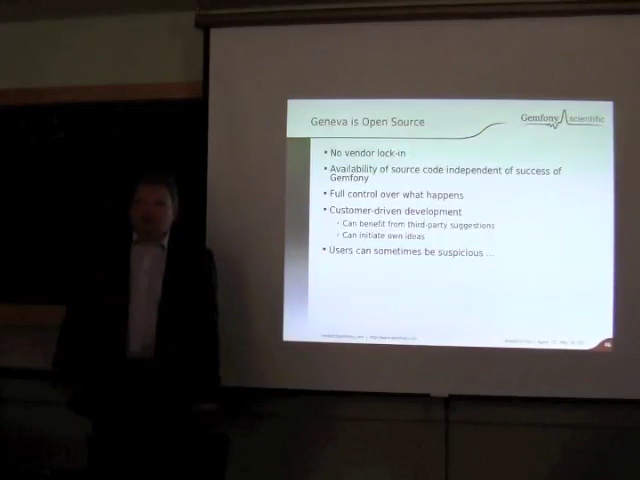 Geneva is Open Source
Gemfony scientific
▪ No vendor lock-in
▪ Availability of source code independent of success of
Gemfony
▪ Full control over what happens
▪ Customer-driven development
▪ Can benefit from third-party suggestions
▪ Can initiate own ideas
▪ Users can sometimes be suspicious ...